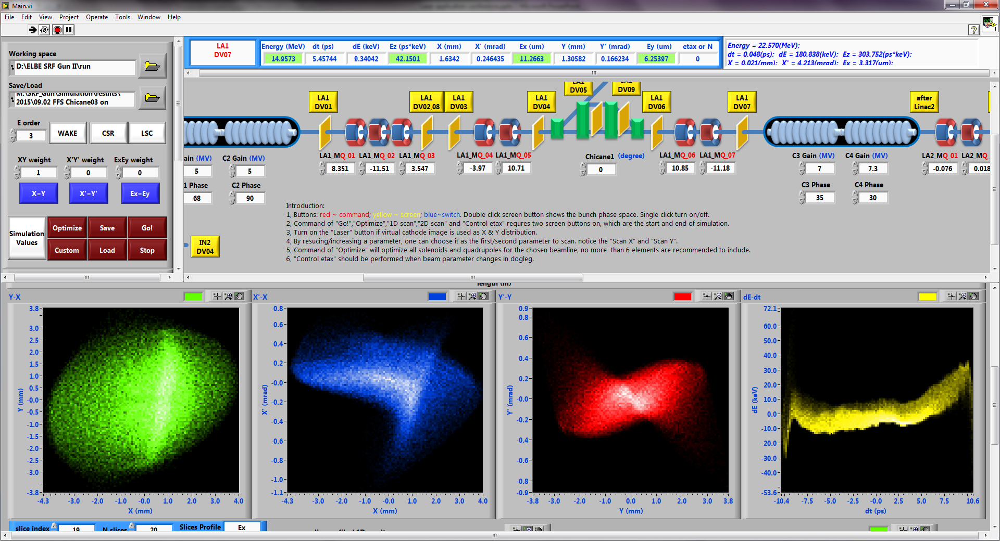 Main.vi
File Edit View Project Operate Tools Window Help
Working space
D:\ELBE SRF Gun II\run
Save/Load
M:\SRF_Gun\Simulation\results\
2015\09.02 FFS Chicane03 on
E order
3
WAKE CSR LSC
XY weight X'Y' weight ExEy weight
1 0 0
X=Y X'=Y' Ex=Ey
Simulation Values
Optimize Save Go!
Custom Load Stop
LA1
DV07
Energy (MeV) dt (ps) dE (keV) Ez (ps*keV) X (mm) X' (mrad) Ex (um) Y (mm) Y' (mrad) Ey (um) etax or N
14.9573 5.45744 9.34042 42.1501 1.6342 0.246435 11.2663 1.30582 0.166234 6.25397 0
Energy = 22.570(MeV);
dt = 0.048(ps); dE = 180.838(keV); Ez = 303.752(ps*keV);
X = 0.021(mm); X' = 4.213(mrad); Ex = 3.317(um);
LA1 DV05
LA1 DV09
LA1 DV01
LA1 DV02,08
LA1 DV03
LA1 DV04
LA1 DV06
LA1 DV07
after Linac2
ain (MV) C2 Gain (MV)
5 5
1 Phase C2 Phase
68 90
LA1_MQ_01 LA1_MQ_02 LA1_MQ_03 LA1_MQ_04 LA1_MQ_05
8.351 -11.51 3.547 -3.97 10.71
Chicane1 (degree)
0
LA1_MQ_06 LA1_MQ_07
10.85 -11.18
C3 Gain (MV) C4 Gain (MV)
7 7.3
C3 Phase C4 Phase
35 30
LA2_MQ_01 LA2_MQ_
-0.076 0.018
IN2
DV04
Introduction:
1, Buttons: red ~ command; yellow ~ screen; blue~switch. Double click screen button shows the bunch phase space. Single click turn on/off.
2, Command of "Go!","Optimize","1D scan","2D scan" and "Control etax" requres two screen buttons on, which are the start and end of simulation.
3, Turn on the "Laser" button if virtual cathode image is used as X & Y distribution.
4, By resucing/increasing a parameter, one can choose it as the first/second parameter to scan. notice the "Scan X" and "Scan Y".
5, Command of "Optimize" will optimize all solenoids and quadrupoles for the chosen beamline, no more than 6 elements are recommended to include.
6, "Control etax" should be performed when beam parameter changes in dogleg.
length (m)
Y-X
3.8
3.0
2.5
2.0
1.5
1.0
0.5
-0.0
-0.5
-1.0
-1.5
-2.0
-2.5
-3.0
-3.8
Y (mm)
-4.3 -3.0 -2.0 -1.0 -0.0 1.0 2.0 3.0 4.0
X (mm)
X'-X
0.8
0.6
0.4
0.2
-0.0
-0.2
-0.4
-0.6
-0.8
-1.0
-1.1
X' (mrad)
-4.3 -3.0 -2.0 -1.0 -0.0 1.0 2.0 3.0 4.0
X (mm)
Y'-Y
0.9
0.8
0.6
0.4
0.2
-0.0
-0.2
-0.4
-0.6
-0.8
-0.9
Y' (mrad)
-3.8 -3.0 -2.0 -1.0 0.0 1.0 2.0 3.0 3.8
Y (mm)
dE-dt
72.1
60.0
50.0
40.0
30.0
20.0
10.0
0.0
-10.0
-20.0
-30.0
-40.0
-53.6
dE (keV)
-10.4 -7.5 -5.0 -2.5 -0.0 2.5 5.0 7.5 10.6
dt (ps)
slice index 19 N slices 20 Slices Profile Ex